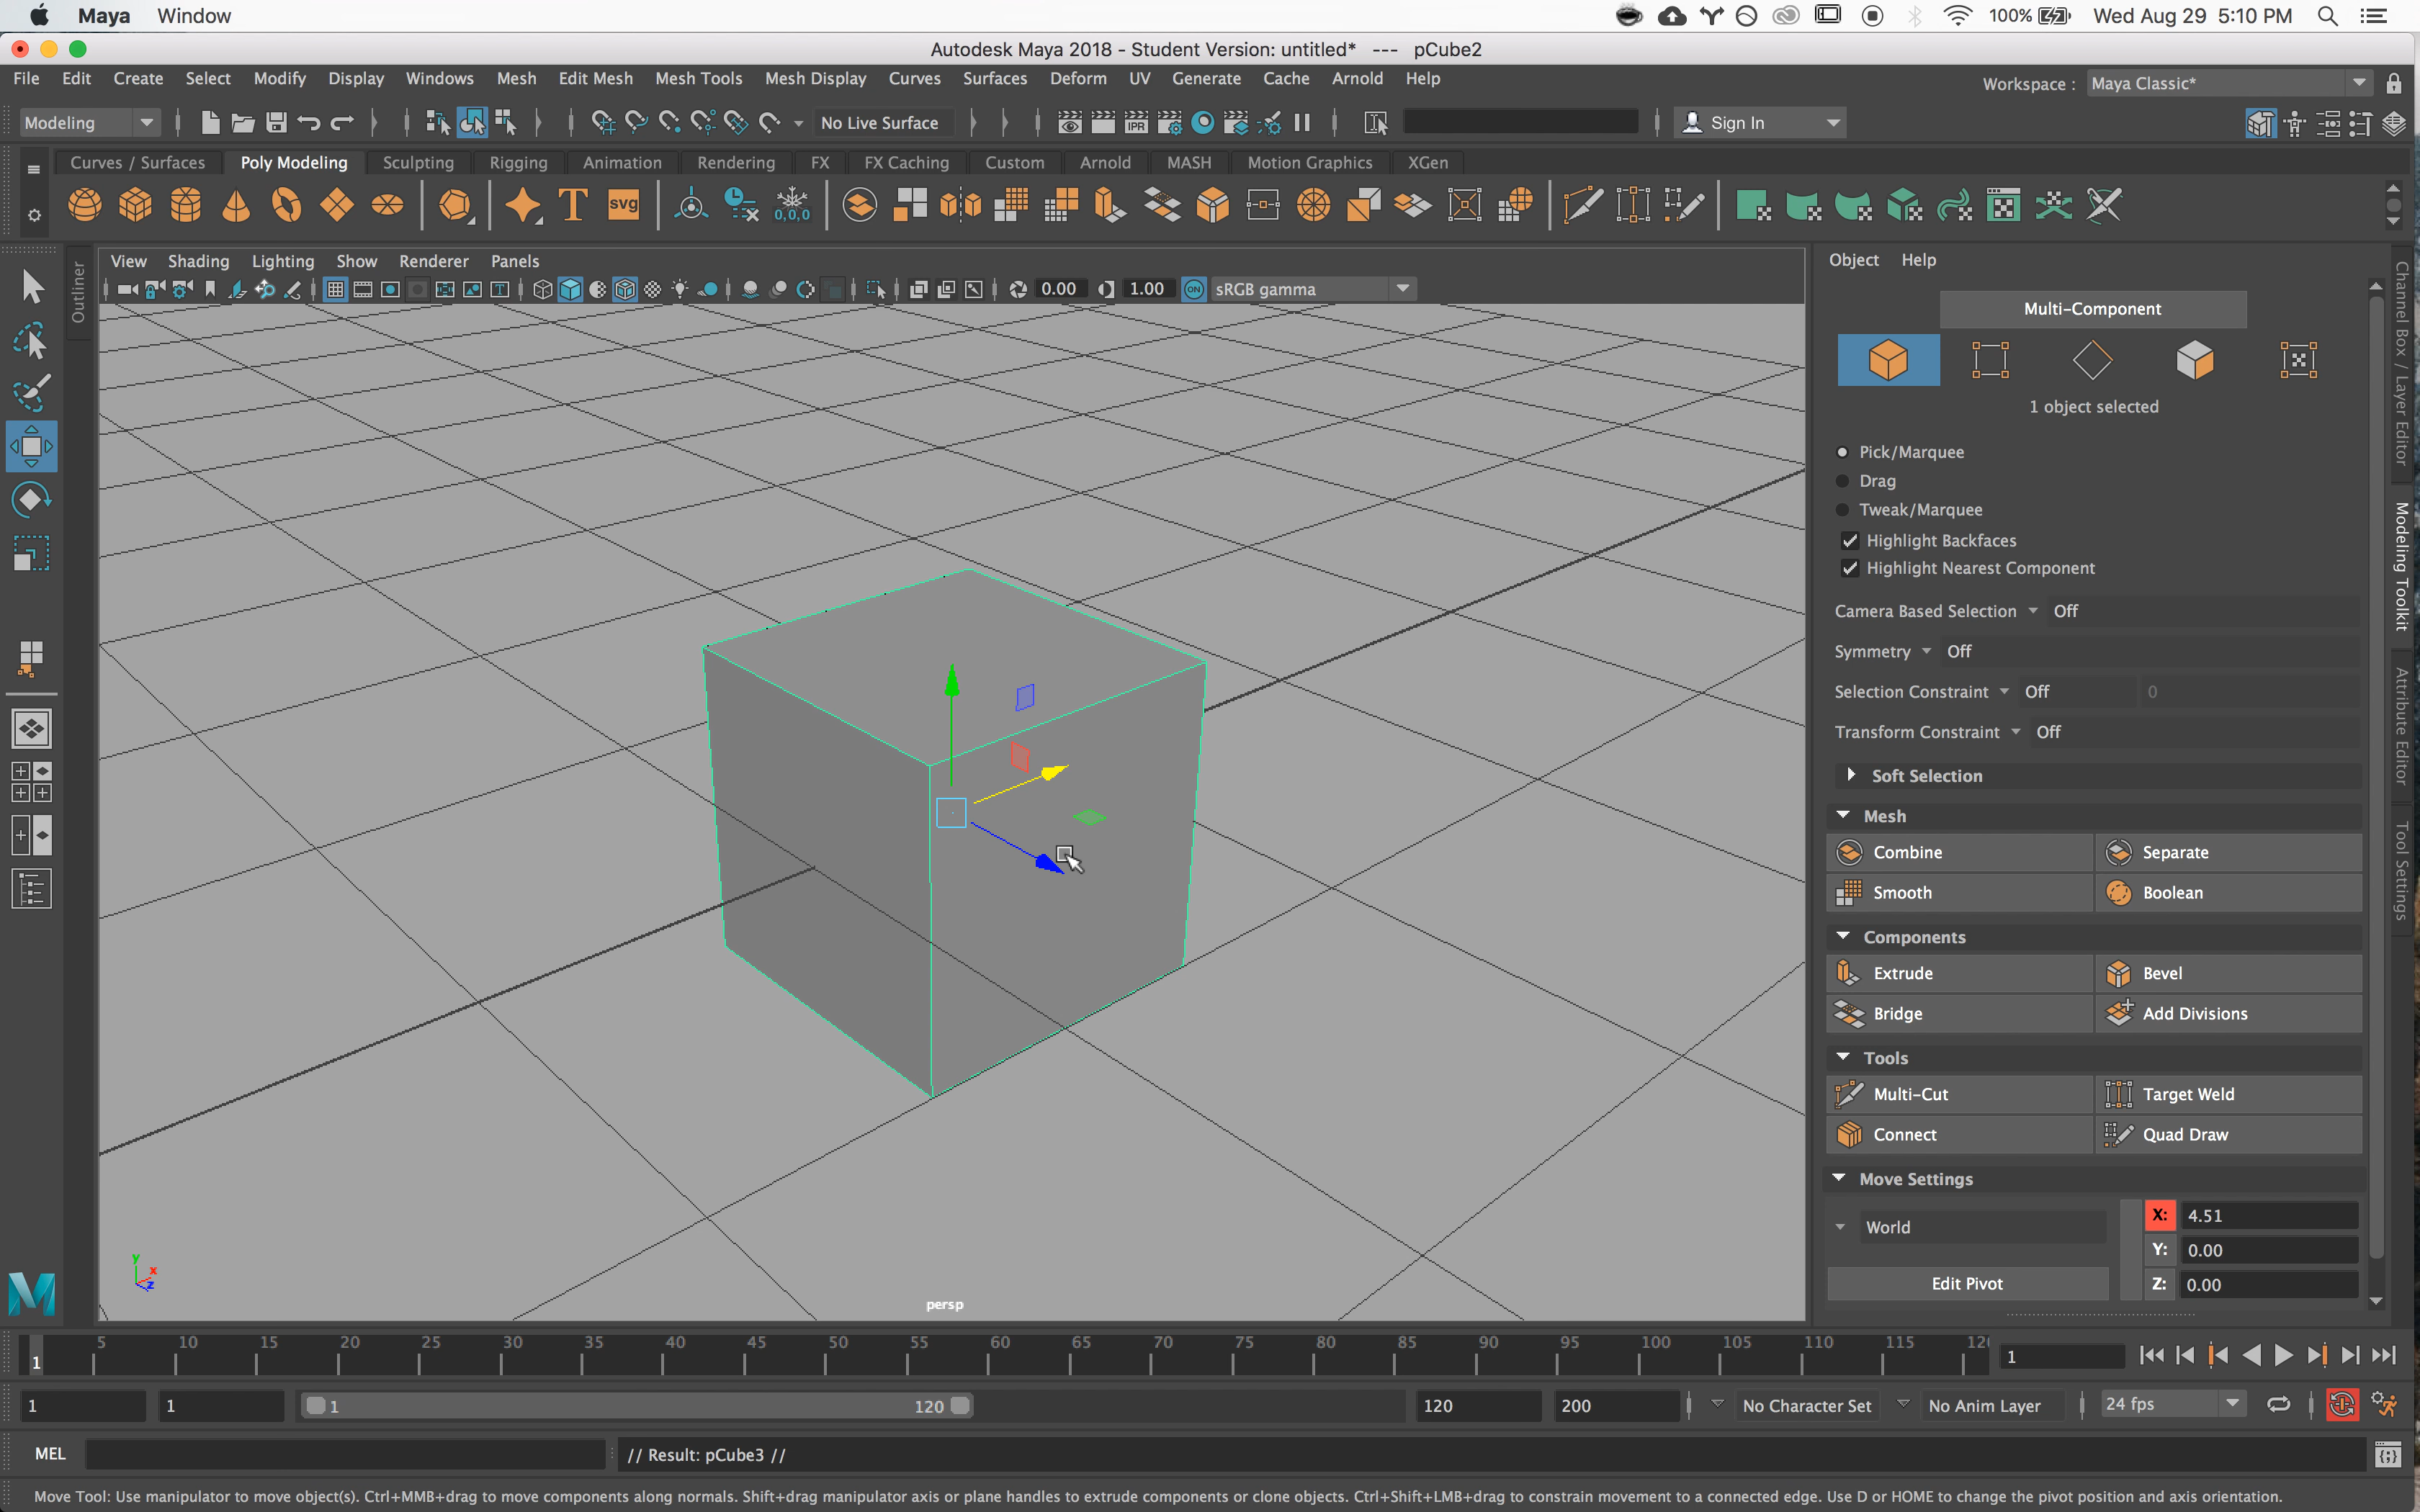 Maya Window 100% Wed Aug 29 5:10 PM
Autodesk Maya 2018 - Student Version: untitled* --- pCube2
File Edit Create Select Modify Display Windows Mesh Edit Mesh Mesh Tools Mesh Display Curves Surfaces Deform UV Generate Cache Arnold Help Workspace : Maya Classic*
Modeling No Live Surface IPR Sign In
Curves / Surfaces Poly Modeling Sculpting Rigging Animation Rendering FX FX Caching Custom Arnold MASH Motion Graphics XGen
T svg 0,0,0
Outliner
View Shading Lighting Show Renderer Panels
0.00 1.00 ON sRGB gamma
y x z
persp
Object Help
Multi-Component
1 object selected
Pick/Marquee
Drag
Tweak/Marquee
Highlight Backfaces
Highlight Nearest Component
Camera Based Selection Off
Symmetry Off
Selection Constraint Off 0
Transform Constraint Off
Soft Selection
Mesh
Combine Separate
Smooth Boolean
Components
Extrude Bevel
Bridge Add Divisions
Tools
Multi-Cut Target Weld
Connect Quad Draw
Move Settings
World X: 4.51
Y: 0.00
Edit Pivot Z: 0.00
Channel Box / Layer Editor
Modeling Toolkit
Attribute Editor
Tool Settings
M
5 10 15 20 25 30 35 40 45 50 55 60 65 70 75 80 85 90 95 100 105 110 115 12
1 1
1 1 1 120 120 200 No Character Set No Anim Layer 24 fps
MEL // Result: pCube3 //
Move Tool: Use manipulator to move object(s). Ctrl+MMB+drag to move components along normals. Shift+drag manipulator axis or plane handles to extrude components or clone objects. Ctrl+Shift+LMB+drag to constrain movement to a connected edge. Use D or HOME to change the pivot position and axis orientation.